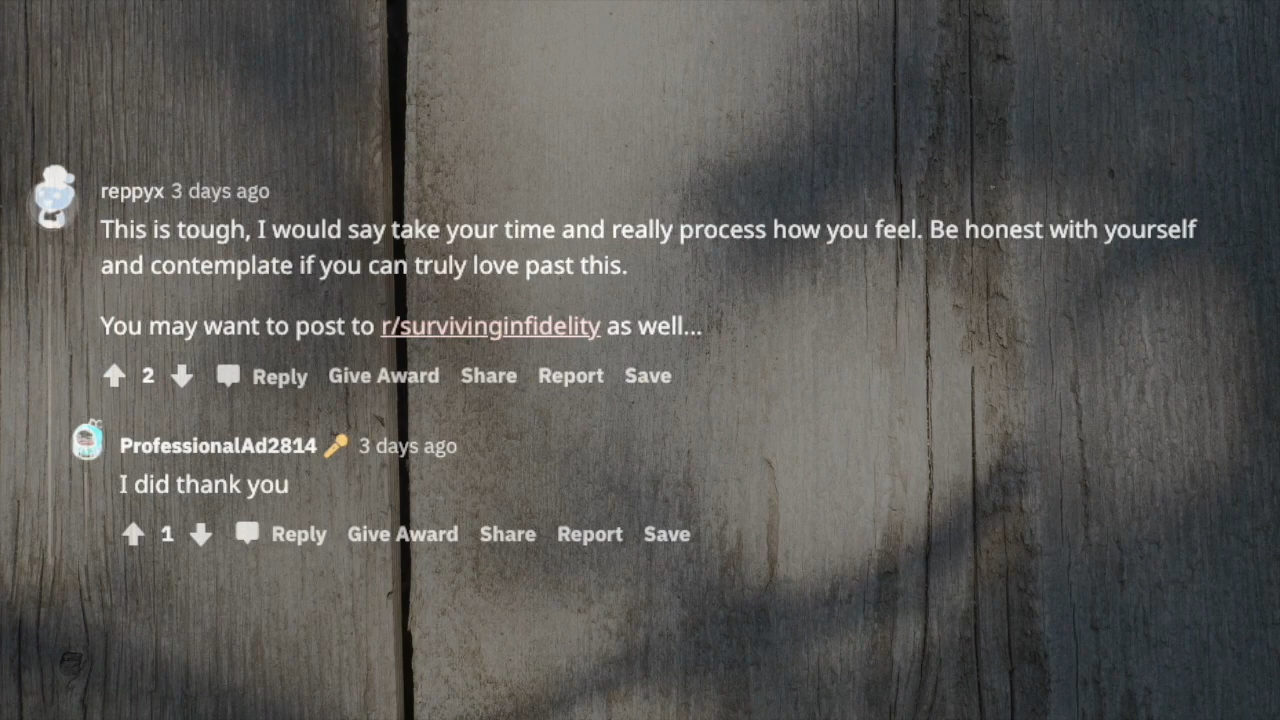 reppyx 3 days ago
This is tough, I would say take your time and really process how you feel. Be honest with yourself
and contemplate if you can truly love past this.
You may want to post to r/survivinginfidelity as well...
2 Reply Give Award Share Report Save
ProfessionalAd2814 🎤 3 days ago
I did thank you
1 Reply Give Award Share Report Save